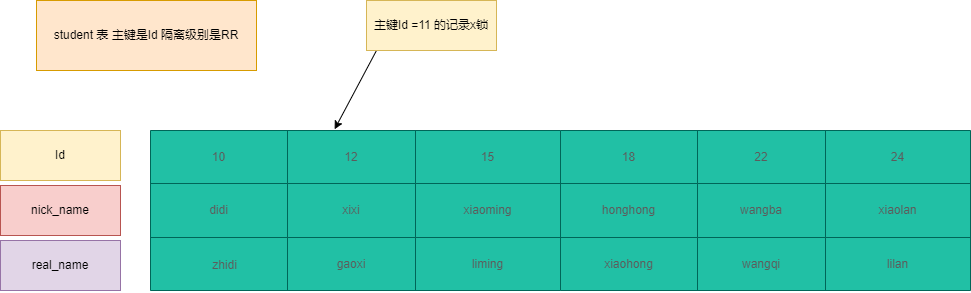 student 表 主键是Id 隔离级别是RR
主键Id =11 的记录x锁
Id 10 12 15 18 22 24
nick_name didi xixi xiaoming honghong wangba xiaolan
real_name zhidi gaoxi liming xiaohong wangqi lilan